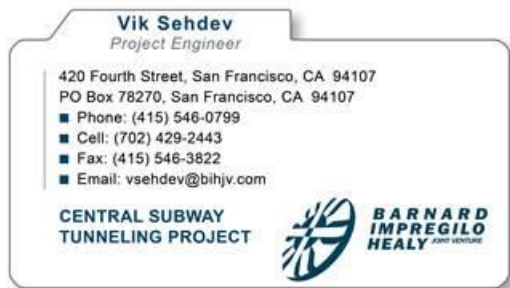 Vik Sehdev
Project Engineer
420 Fourth Street, San Francisco, CA 94107
PO Box 78270, San Francisco, CA 94107
Phone: (415) 546-0799
Cell: (702) 429-2443
Fax: (415) 546-3822
Email: vsehdev@bihjv.com
CENTRAL SUBWAY
TUNNELING PROJECT
BARNARD
IMPREGILO
HEALY JOINT VENTURE